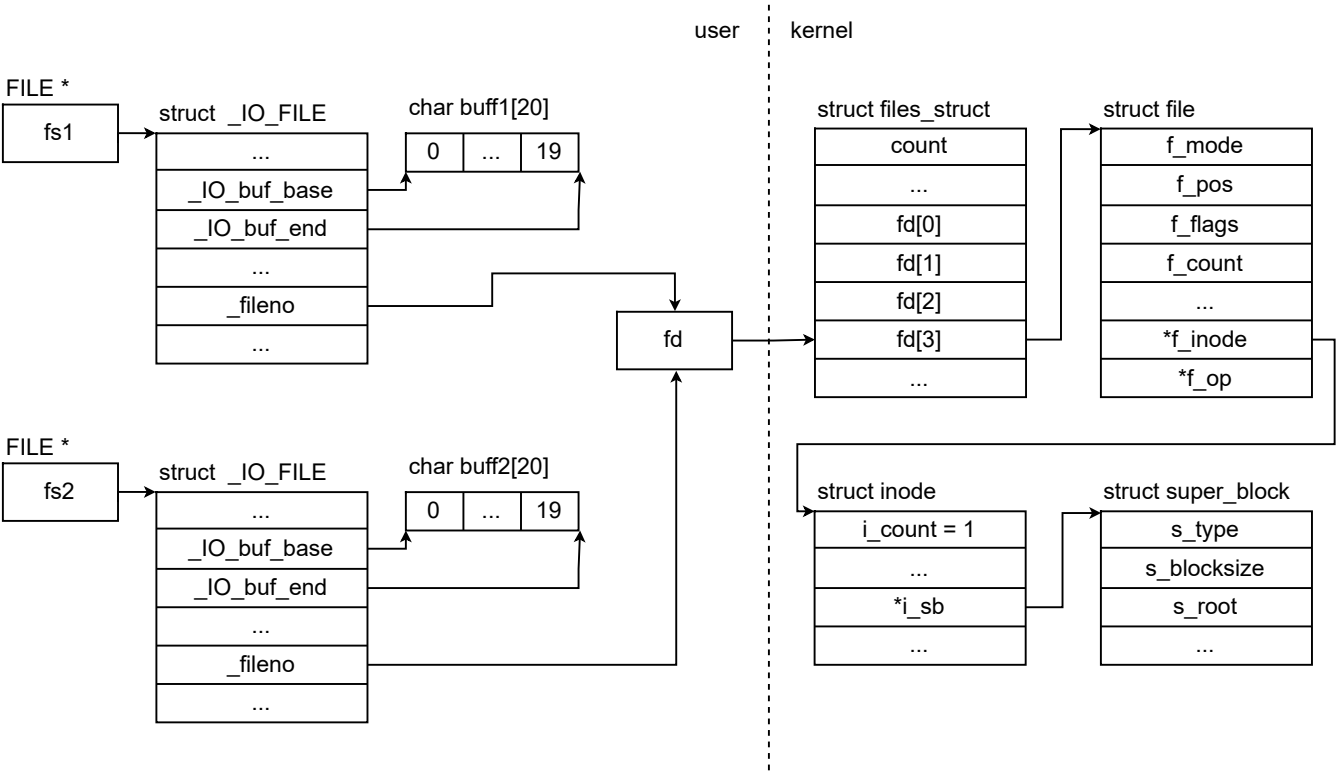 user
kernel
FILE *
fs1
struct _IO_FILE
...
_IO_buf_base
_IO_buf_end
...
_fileno
...
char buff1[20]
0 ... 19
fd
FILE *
fs2
struct _IO_FILE
...
_IO_buf_base
_IO_buf_end
...
_fileno
...
char buff2[20]
0 ... 19
struct files_struct
count
...
fd[0]
fd[1]
fd[2]
fd[3]
...
struct file
f_mode
f_pos
f_flags
f_count
...
*f_inode
*f_op
struct inode
i_count = 1
...
*i_sb
...
struct super_block
s_type
s_blocksize
s_root
...